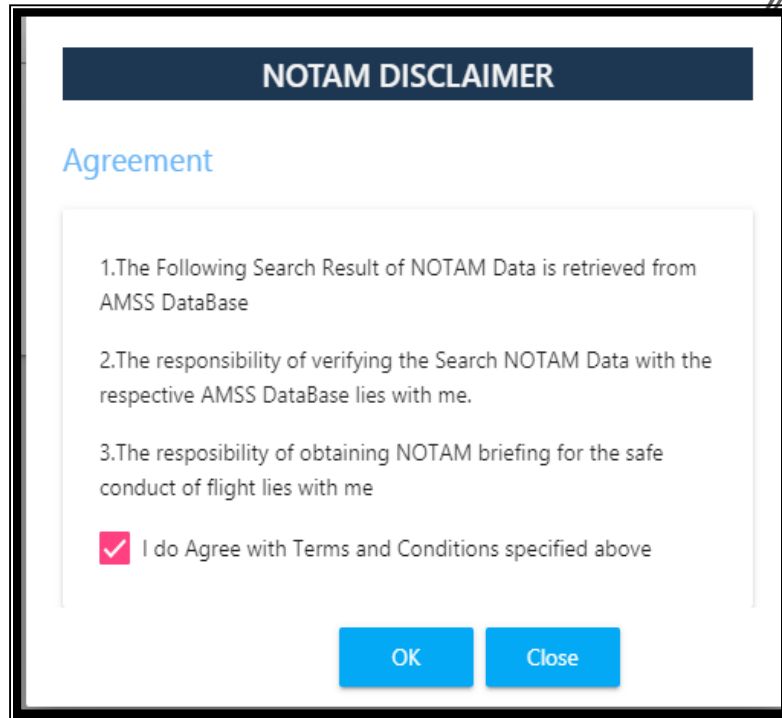 NOTAM DISCLAIMER
Agreement
1.The Following Search Result of NOTAM Data is retrieved from
AMSS DataBase
2.The responsibility of verifying the Search NOTAM Data with the
respective AMSS DataBase lies with me.
3.The resposibility of obtaining NOTAM briefing for the safe
conduct of flight lies with me
I do Agree with Terms and Conditions specified above
OK Close